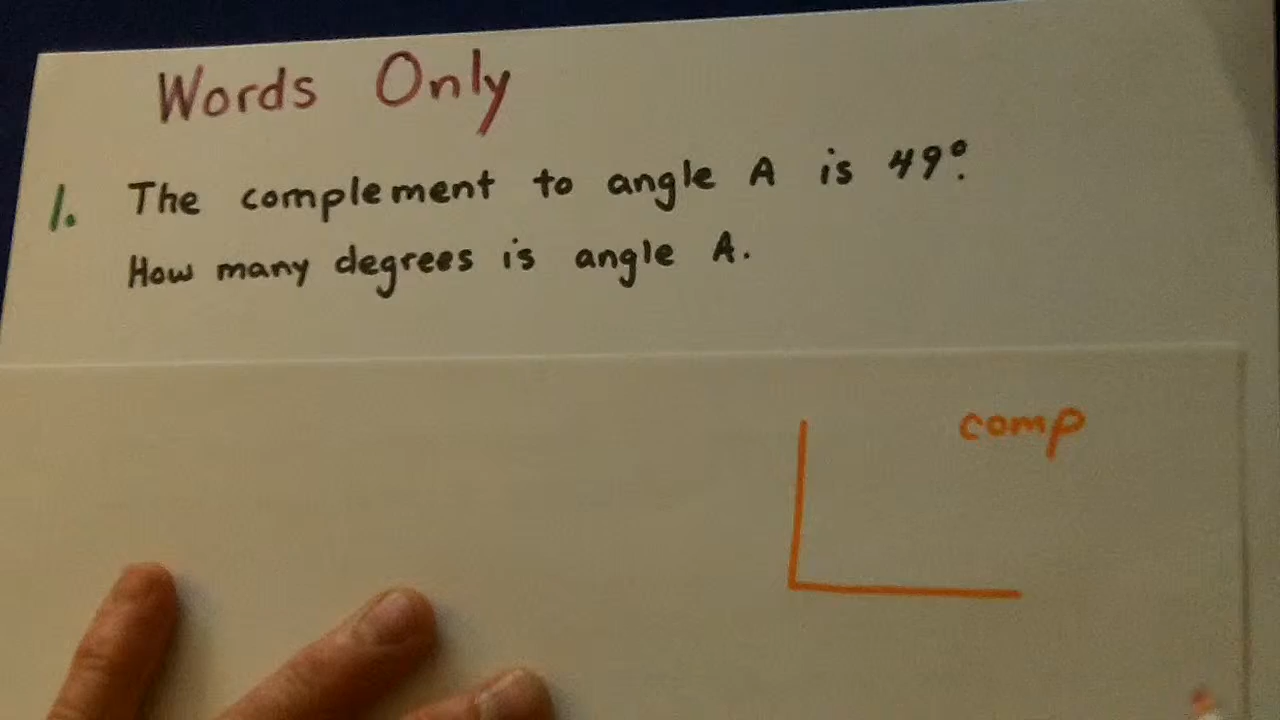 Words Only
1. The complement to angle A is 49°.
How many degrees is angle A.
comp